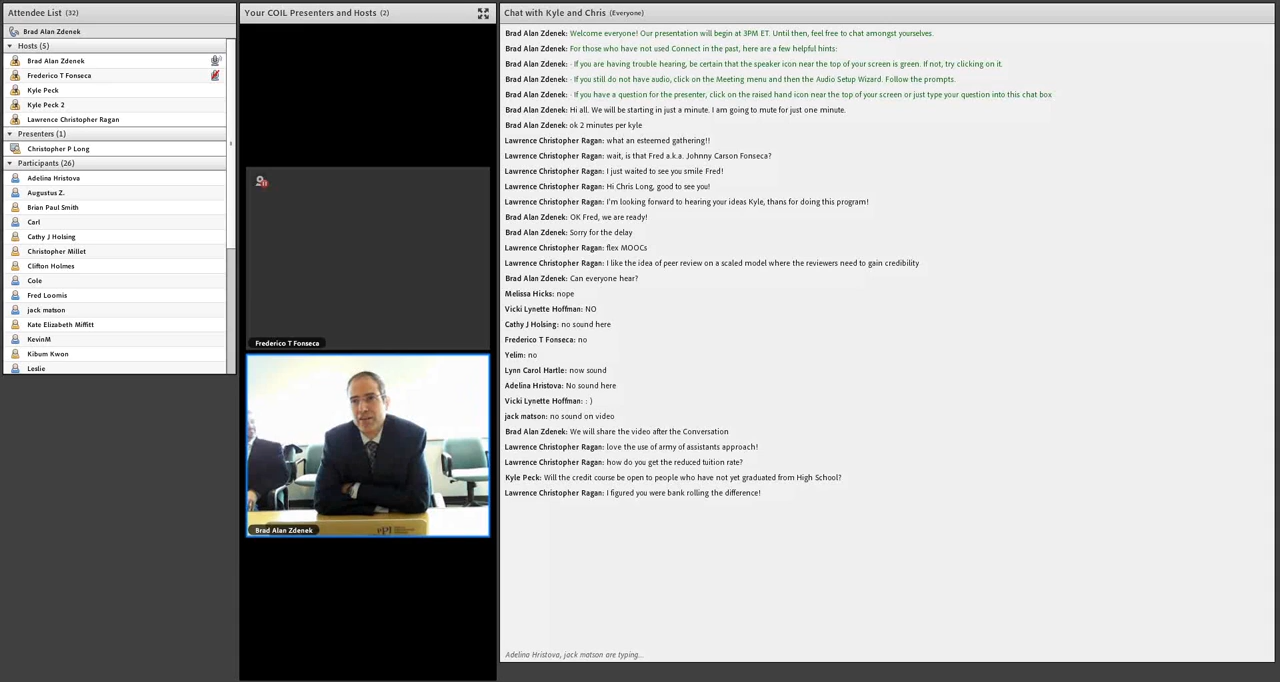 Attendee List (32)
Brad Alan Zdenek
Hosts (5)
Brad Alan Zdenek
Frederico T Fonseca
Kyle Peck
Kyle Peck 2
Lawrence Christopher Ragan
Presenters (1)
Christopher P Long
Participants (26)
Adelina Hristova
Augustus Z.
Brian Paul Smith
Carl
Cathy J Holsing
Christopher Millet
Clifton Holmes
Cole
Fred Loomis
jack matson
Kate Elizabeth Miffitt
KevinM
Kibum Kwon
Leslie
Your COIL Presenters and Hosts (2)
Frederico T Fonseca
Brad Alan Zdenek
Chat with Kyle and Chris (Everyone)
Brad Alan Zdenek: Welcome everyone! Our presentation will begin at 3PM ET. Until then, feel free to chat amongst yourselves.
Brad Alan Zdenek: For those who have not used Connect in the past, here are a few helpful hints:
Brad Alan Zdenek: · If you are having trouble hearing, be certain that the speaker icon near the top of your screen is green. If not, try clicking on it.
Brad Alan Zdenek: · If you still do not have audio, click on the Meeting menu and then the Audio Setup Wizard. Follow the prompts.
Brad Alan Zdenek: · If you have a question for the presenter, click on the raised hand icon near the top of your screen or just type your question into this chat box
Brad Alan Zdenek: Hi all. We will be starting in just a minute. I am going to mute for just one minute.
Brad Alan Zdenek: ok 2 minutes per kyle
Lawrence Christopher Ragan: what an esteemed gathering!!
Lawrence Christopher Ragan: wait, is that Fred a.k.a. Johnny Carson Fonseca?
Lawrence Christopher Ragan: I just waited to see you smile Fred!
Lawrence Christopher Ragan: Hi Chris Long, good to see you!
Lawrence Christopher Ragan: I'm looking forward to hearing your ideas Kyle, thans for doing this program!
Brad Alan Zdenek: OK Fred, we are ready!
Brad Alan Zdenek: Sorry for the delay
Lawrence Christopher Ragan: flex MOOCs
Lawrence Christopher Ragan: I like the idea of peer review on a scaled model where the reviewers need to gain credibility
Brad Alan Zdenek: Can everyone hear?
Melissa Hicks: nope
Vicki Lynette Hoffman: NO
Cathy J Holsing: no sound here
Frederico T Fonseca: no
Yelim: no
Lynn Carol Hartle: now sound
Adelina Hristova: No sound here
Vicki Lynette Hoffman: : )
jack matson: no sound on video
Brad Alan Zdenek: We will share the video after the Conversation
Lawrence Christopher Ragan: love the use of army of assistants approach!
Lawrence Christopher Ragan: how do you get the reduced tuition rate?
Kyle Peck: Will the credit course be open to people who have not yet graduated from High School?
Lawrence Christopher Ragan: I figured you were bank rolling the difference!
Adelina Hristova, jack matson are typing...